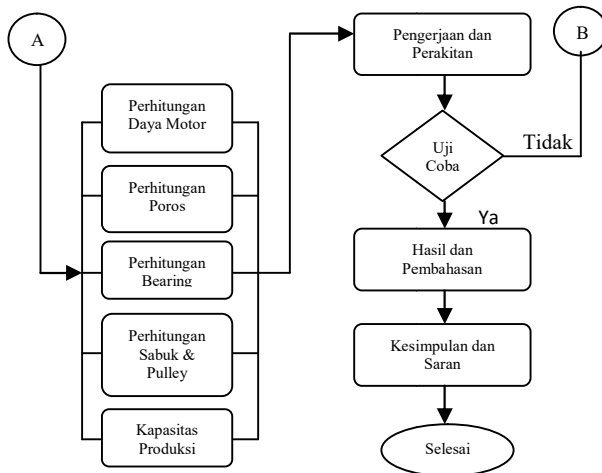 A
Perhitungan
Daya Motor
Perhitungan
Poros
Perhitungan
Bearing
Perhitungan
Sabuk &
Pulley
Kapasitas
Produksi
Pengerjaan dan
Perakitan
B
Uji
Coba
Tidak
Ya
Hasil dan
Pembahasan
Kesimpulan dan
Saran
Selesai